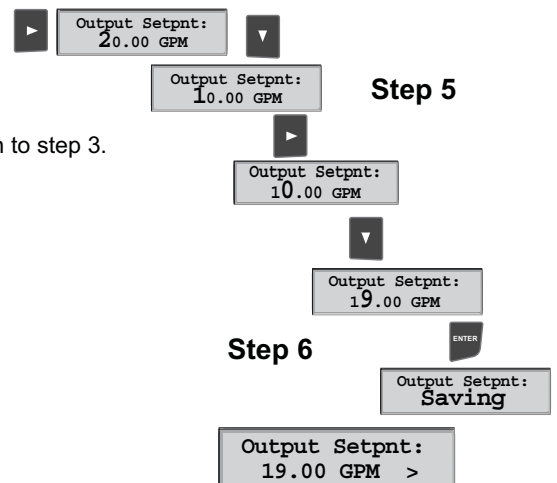 Output Setpnt:
20.00 GPM
Output Setpnt:
10.00 GPM
Step 5
to step 3.
Output Setpnt:
10.00 GPM
Output Setpnt:
19.00 GPM
Step 6
ENTER
Output Setpnt:
Saving
Output Setpnt:
19.00 GPM >